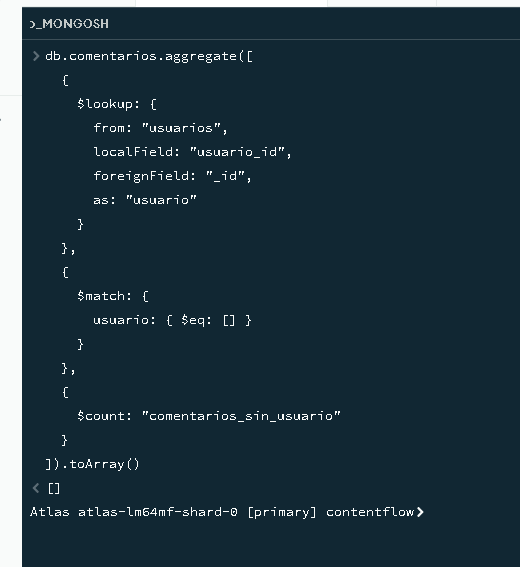 >_MONGOSH
> db.comentarios.aggregate([
{
$lookup: {
from: "usuarios",
localField: "usuario_id",
foreignField: "_id",
as: "usuario"
}
},
{
$match: {
usuario: { $eq: [] }
}
},
{
$count: "comentarios_sin_usuario"
}
]).toArray()
< []
Atlas atlas-lm64mf-shard-0 [primary] contentflow>